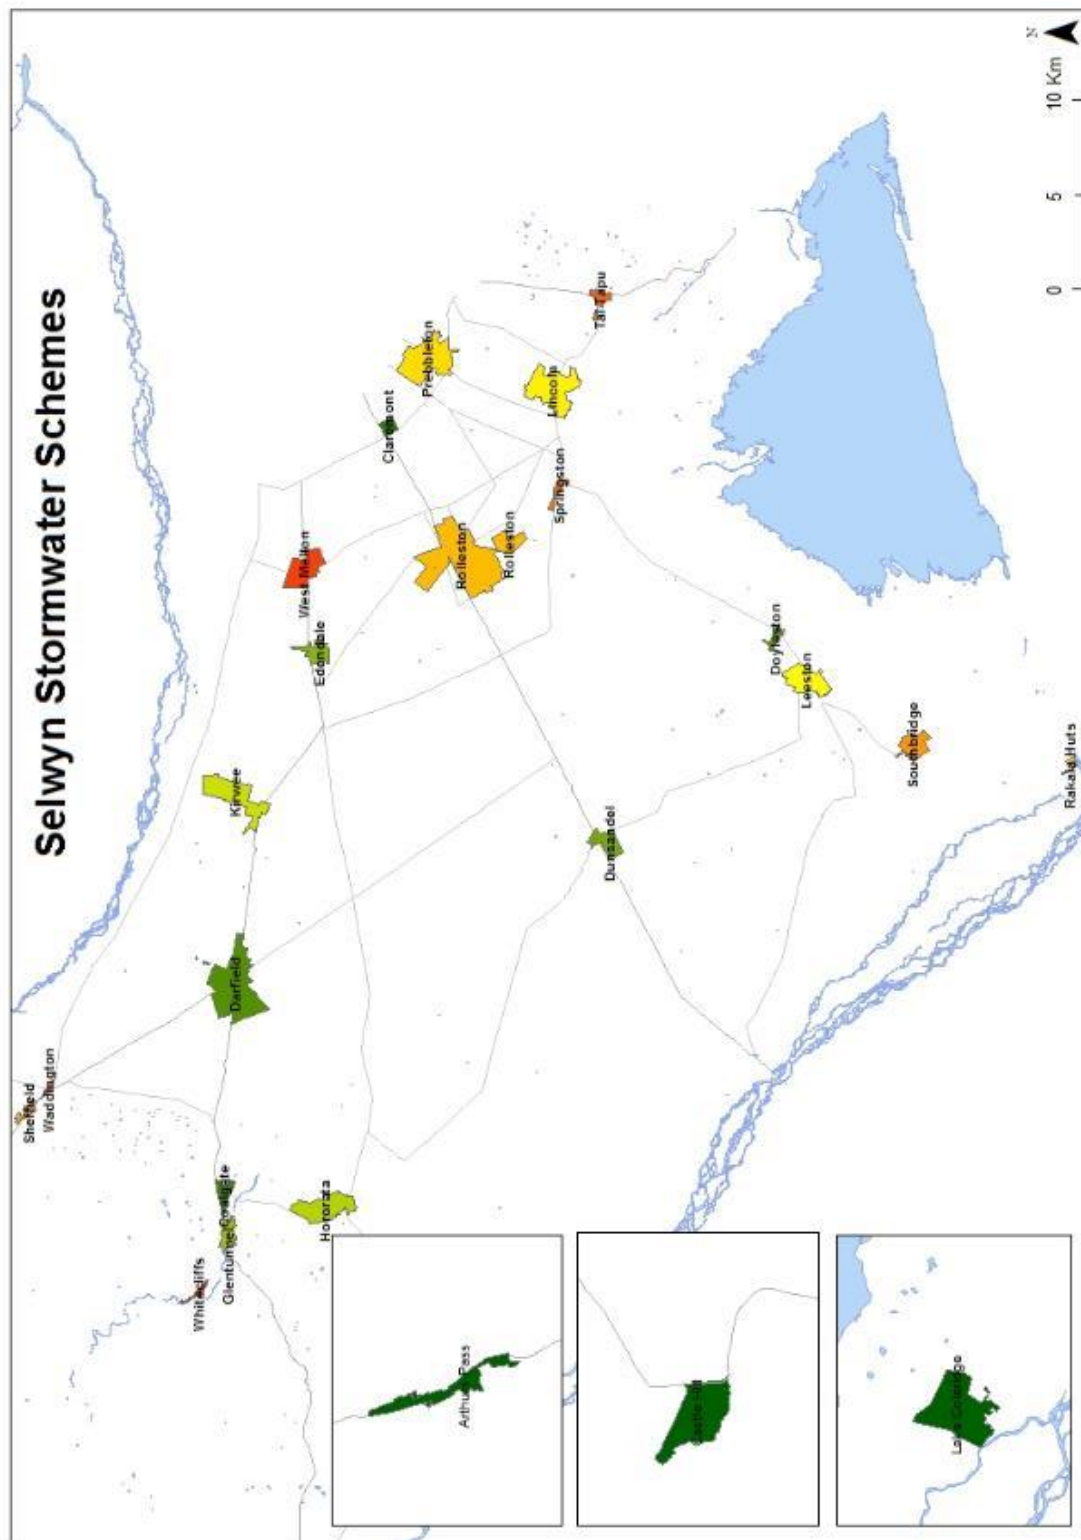 Selwyn Stormwater Schemes
Sheffield
Waddington
Whitecliffs
Glentunnel
Coalgate
Hororata
Darfield
Kirwee
Edendale
West Melton
Claremont
Prebbleton
Rolleston
Rolleston
Lincoln
Springston
Tai Tapu
Dunsandel
Doyleston
Leeston
Southbridge
Rakaia Huts
Arthurs Pass
Castle Hill
Lake Coleridge
0 5 10 Km
N